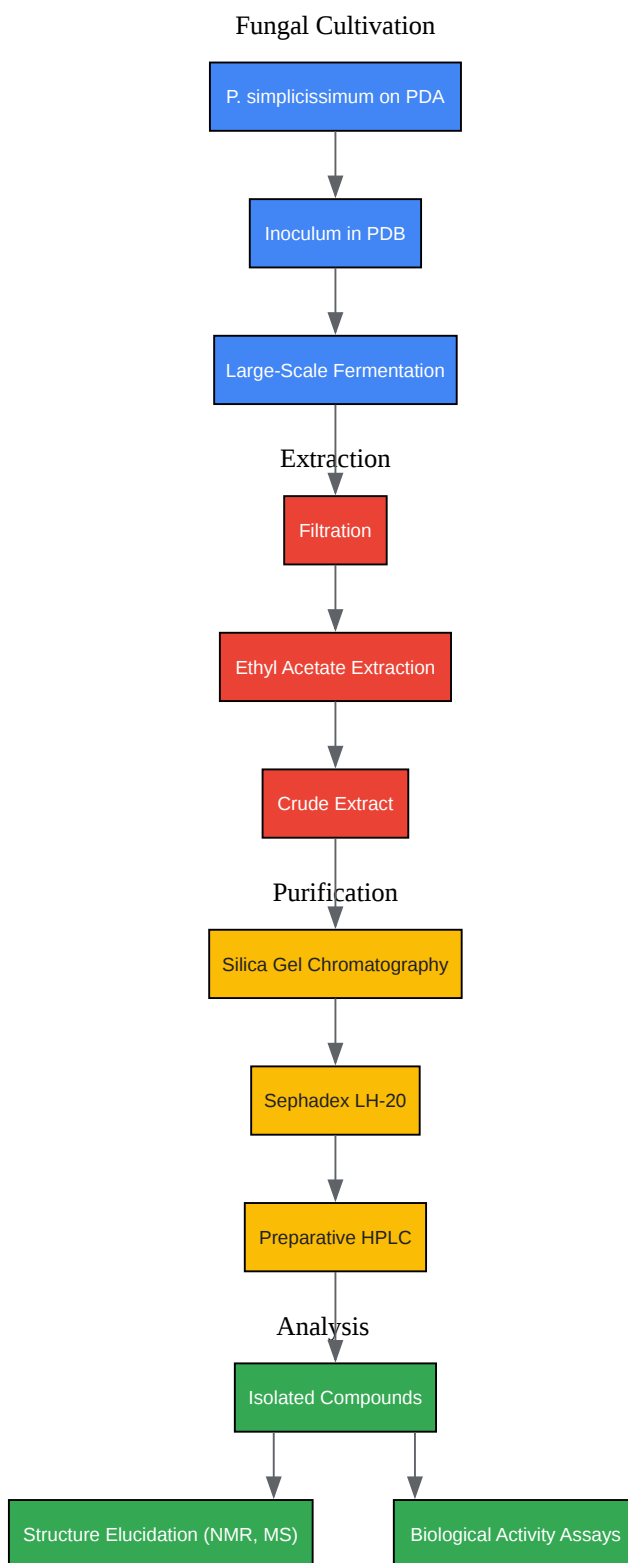 Fungal Cultivation
P. simplicissimum on PDA
Inoculum in PDB
Large-Scale Fermentation
Extraction
Filtration
Ethyl Acetate Extraction
Crude Extract
Purification
Silica Gel Chromatography
Sephadex LH-20
Preparative HPLC
Analysis
Isolated Compounds
Structure Elucidation (NMR, MS)
Biological Activity Assays